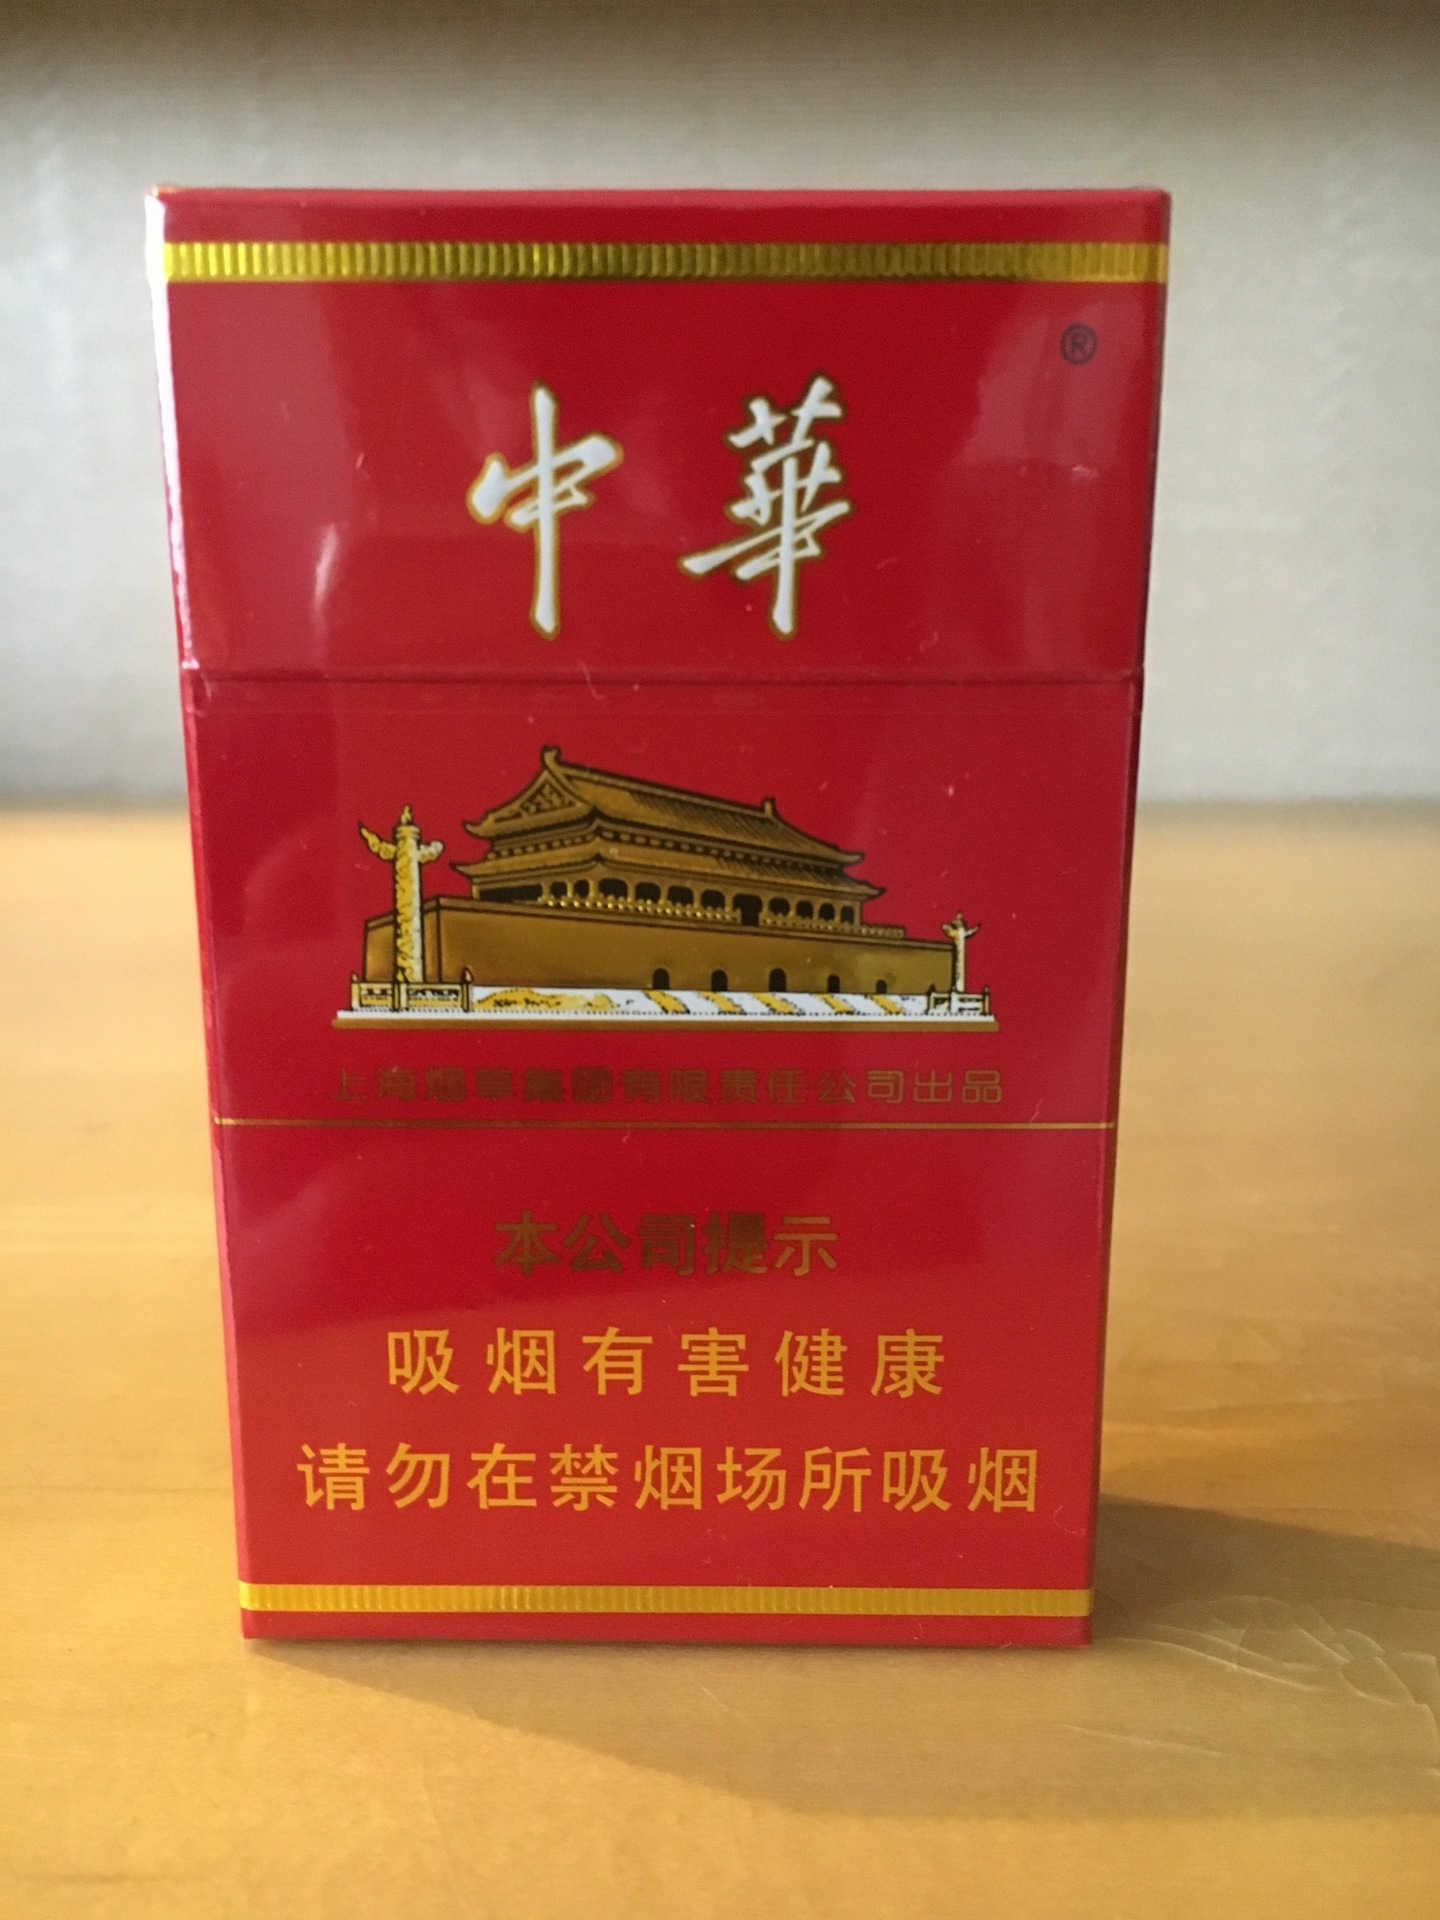 ®
中華
上海烟草集团有限责任公司出品
本公司提示
吸烟有害健康
请勿在禁烟场所吸烟